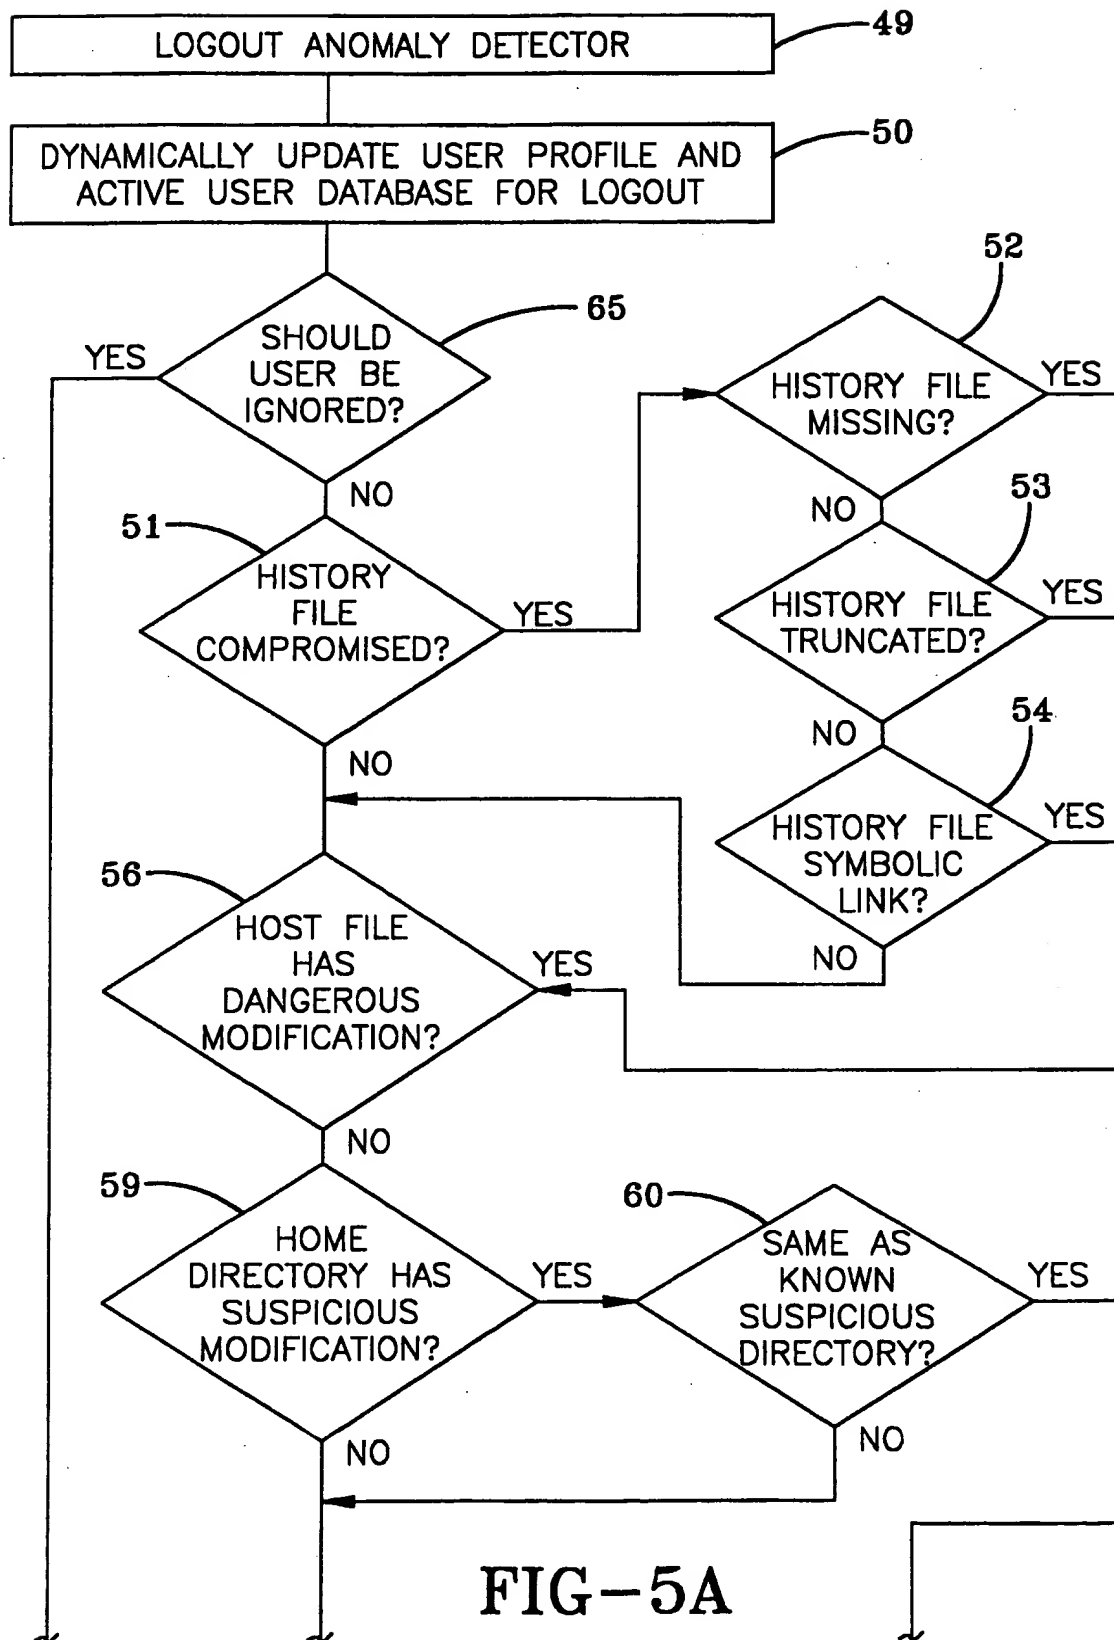 LOGOUT ANOMALY DETECTOR
49
DYNAMICALLY UPDATE USER PROFILE AND
ACTIVE USER DATABASE FOR LOGOUT
50
SHOULD
USER BE
IGNORED?
65
YES
NO
52
HISTORY FILE
MISSING?
YES
NO
51
HISTORY
FILE
COMPROMISED?
YES
NO
53
HISTORY FILE
TRUNCATED?
YES
NO
54
HISTORY FILE
SYMBOLIC
LINK?
YES
NO
56
HOST FILE
HAS
DANGEROUS
MODIFICATION?
YES
NO
59
HOME
DIRECTORY HAS
SUSPICIOUS
MODIFICATION?
YES
NO
60
SAME AS
KNOWN
SUSPICIOUS
DIRECTORY?
YES
NO
FIG-5A